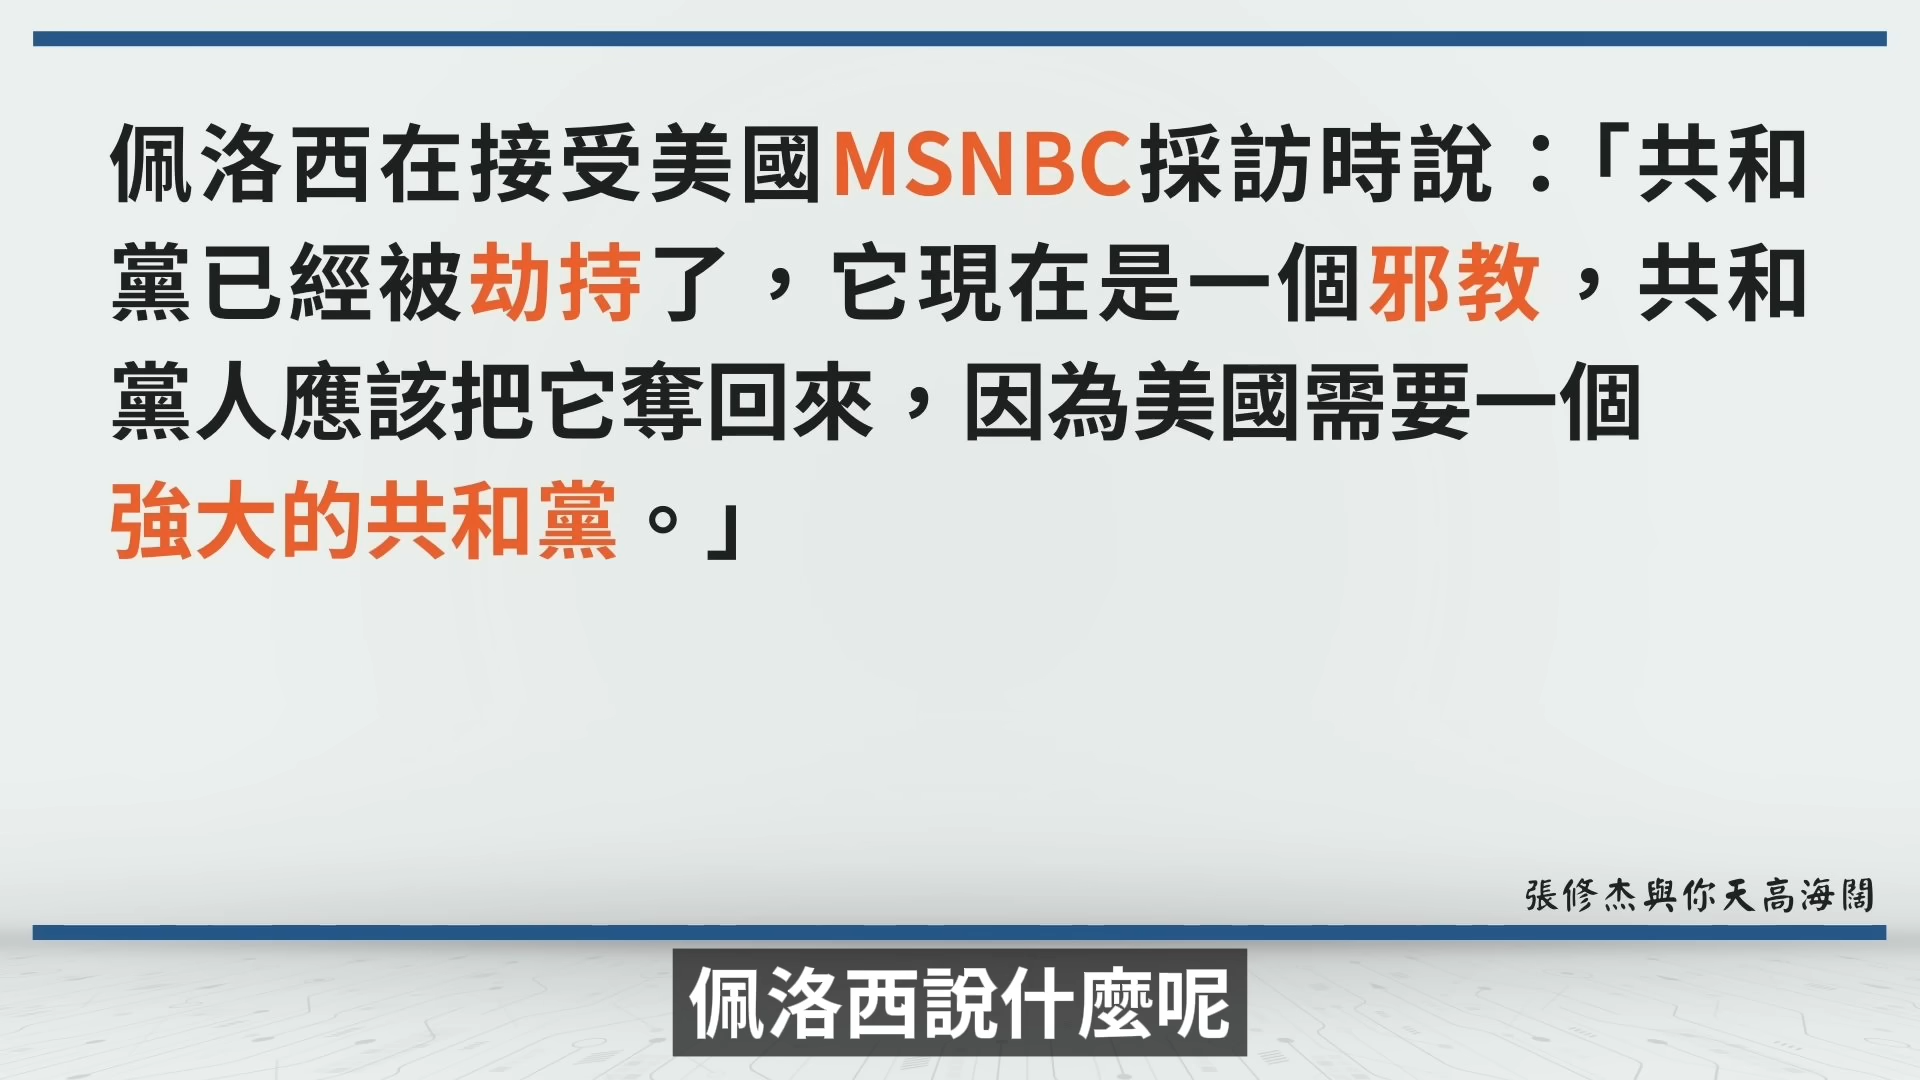 佩洛西在接受美國MSNBC採訪時說：「共和
黨已經被劫持了，它現在是一個邪教，共和
黨人應該把它奪回來，因為美國需要一個
強大的共和黨。」
張修杰與你天高海闊
佩洛西說什麼呢